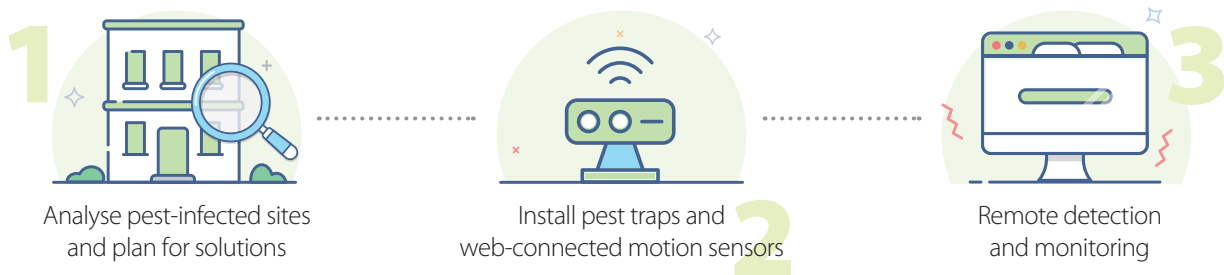 1
Analyse pest-infected sites
and plan for solutions
2
Install pest traps and
web-connected motion sensors
3
Remote detection
and monitoring